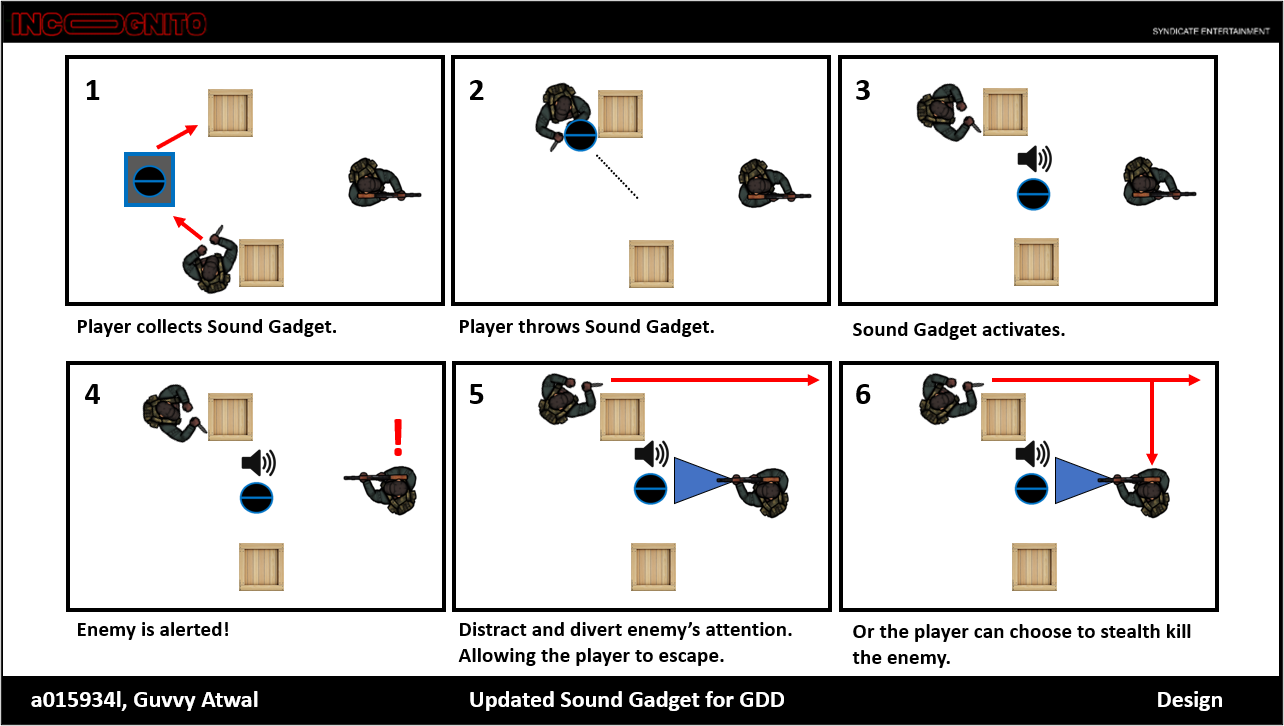 INCOGNITO
SYNDICATE ENTERTAINMENT
1
2
3
Player collects Sound Gadget.
Player throws Sound Gadget.
Sound Gadget activates.
4
!
5
6
Enemy is alerted!
Distract and divert enemy’s attention.
Allowing the player to escape.
Or the player can choose to stealth kill
the enemy.
a015934l, Guvvy Atwal
Updated Sound Gadget for GDD
Design